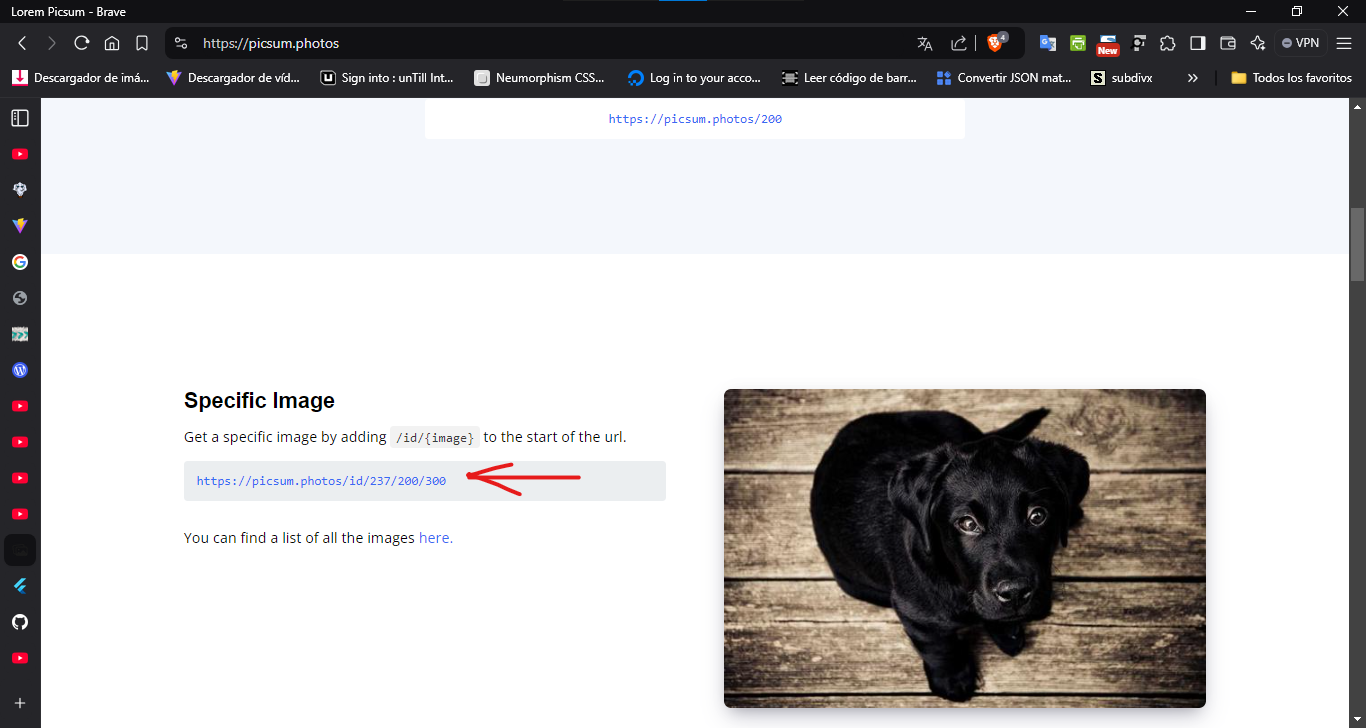 Lorem Picsum - Brave
https://picsum.photos
4
New
VPN
Descargador de imá...
Descargador de víd...
Sign into : unTill Int...
Neumorphism CSS...
Log in to your acco...
Leer código de barr...
Convertir JSON mat...
subdivx
Todos los favoritos
https://picsum.photos/200
Specific Image
Get a specific image by adding /id/{image} to the start of the url.
https://picsum.photos/id/237/200/300
You can find a list of all the images here.